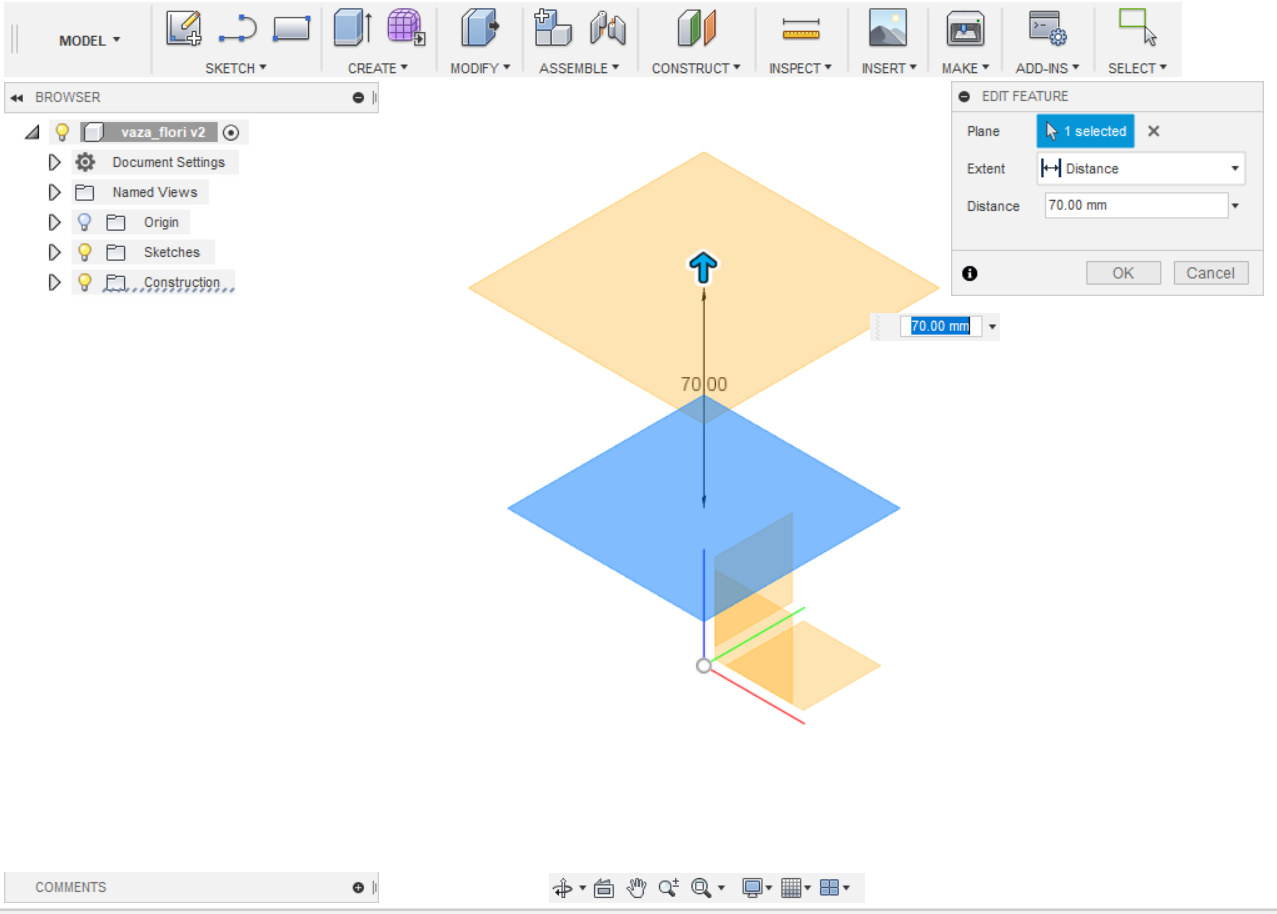 MODEL
SKETCH
CREATE
MODIFY
ASSEMBLE
CONSTRUCT
INSPECT
INSERT
MAKE
ADD-INS
SELECT
BROWSER
vaza_flori v2
Document Settings
Named Views
Origin
Sketches
Construction
EDIT FEATURE
Plane 1 selected
Extent Distance
Distance 70.00 mm
OK Cancel
70.00 mm
70.00
COMMENTS